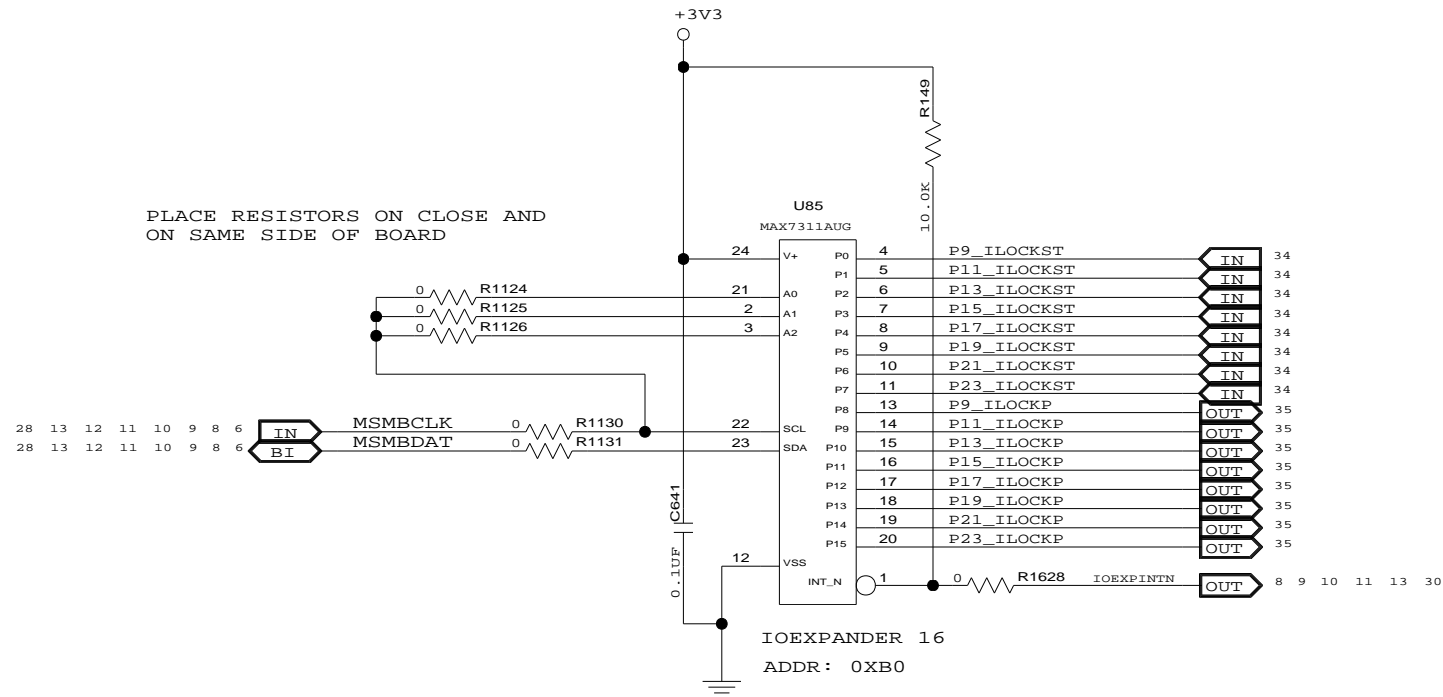 +3V3
R149
10.0K
PLACE RESISTORS ON CLOSE AND
ON SAME SIDE OF BOARD
U85
MAX7311AUG
24 V+ P0 4 P9_ILOCKST IN 34
P1 5 P11_ILOCKST IN 34
0 R1124 21 A0 P2 6 P13_ILOCKST IN 34
0 R1125 2 A1 P3 7 P15_ILOCKST IN 34
0 R1126 3 A2 P4 8 P17_ILOCKST IN 34
P5 9 P19_ILOCKST IN 34
P6 10 P21_ILOCKST IN 34
P7 11 P23_ILOCKST IN 34
P8 13 P9_ILOCKP OUT 35
28 13 12 11 10 9 8 6 IN MSMBCLK 0 R1130 22 SCL P9 14 P11_ILOCKP OUT 35
28 13 12 11 10 9 8 6 BI MSMBDAT 0 R1131 23 SDA P10 15 P13_ILOCKP OUT 35
P11 16 P15_ILOCKP OUT 35
P12 17 P17_ILOCKP OUT 35
P13 18 P19_ILOCKP OUT 35
P14 19 P21_ILOCKP OUT 35
P15 20 P23_ILOCKP OUT 35
C641
0.1UF
12 VSS
INT_N 1 0 R1628 IOEXPINTN OUT 8 9 10 11 13 30
IOEXPANDER 16
ADDR: 0XB0